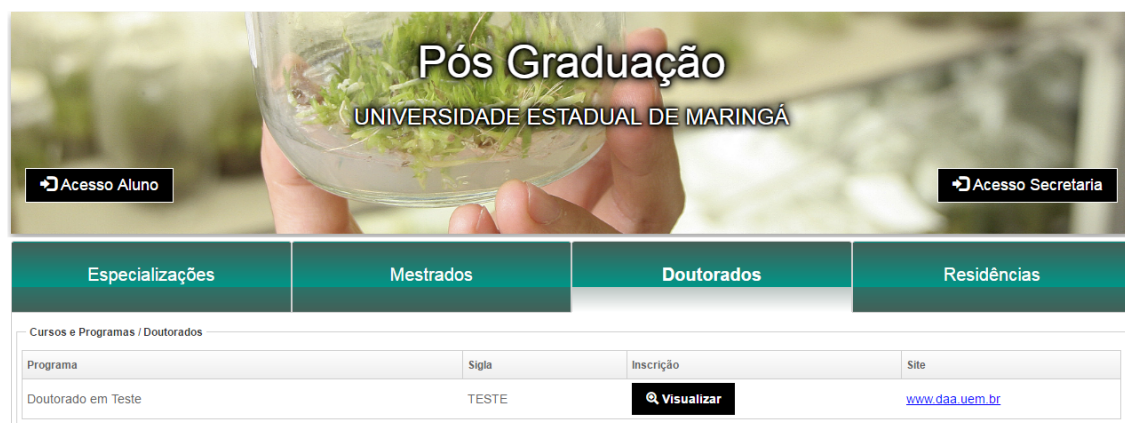 Pós Graduação
UNIVERSIDADE ESTADUAL DE MARINGÁ
Acesso Aluno
Acesso Secretaria
Especializações Mestrados Doutorados Residências
Cursos e Programas / Doutorados
Programa Sigla Inscrição Site
Doutorado em Teste TESTE Visualizar www.daa.uem.br